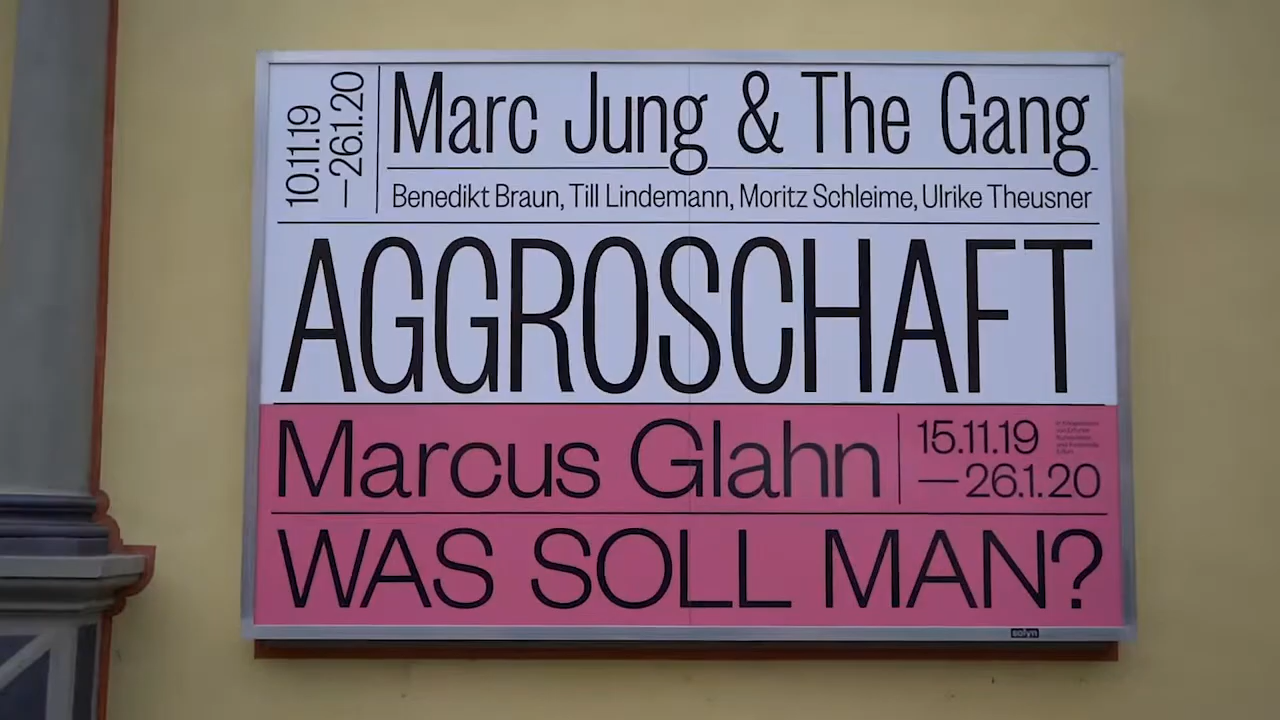 10.11.19
—26.1.20
Marc Jung & The Gang
Benedikt Braun, Till Lindemann, Moritz Schleime, Ulrike Theusner
AGGROSCHAFT
Marcus Glahn
15.11.19
—26.1.20
WAS SOLL MAN?